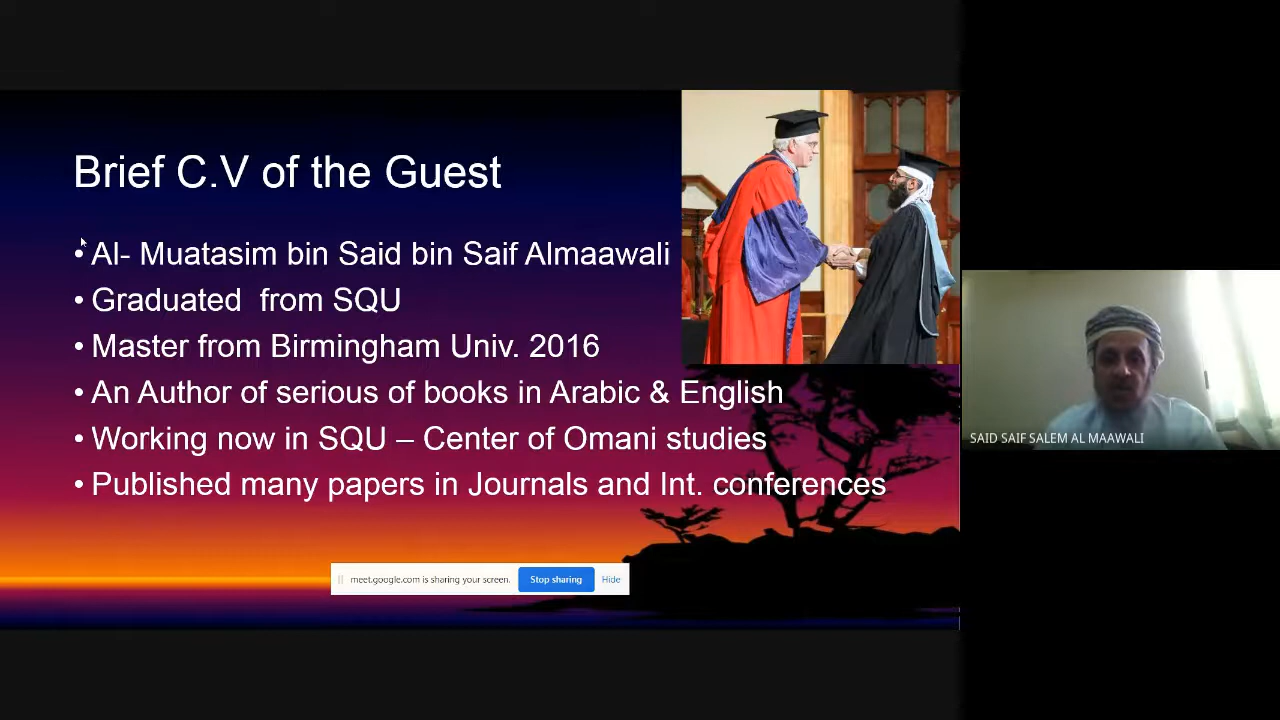 Brief C.V of the Guest
• Al- Muatasim bin Said bin Saif Almaawali
• Graduated  from SQU
• Master from Birmingham Univ. 2016
• An Author of serious of books in Arabic & English
• Working now in SQU – Center of Omani studies
• Published many papers in Journals and Int. conferences
meet.google.com is sharing your screen. Stop sharing Hide
SAID SAIF SALEM AL MAAWALI